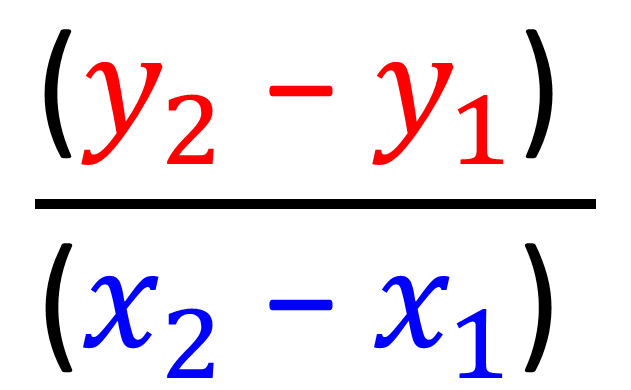 (y₂ − y₁)
(x₂ − x₁)